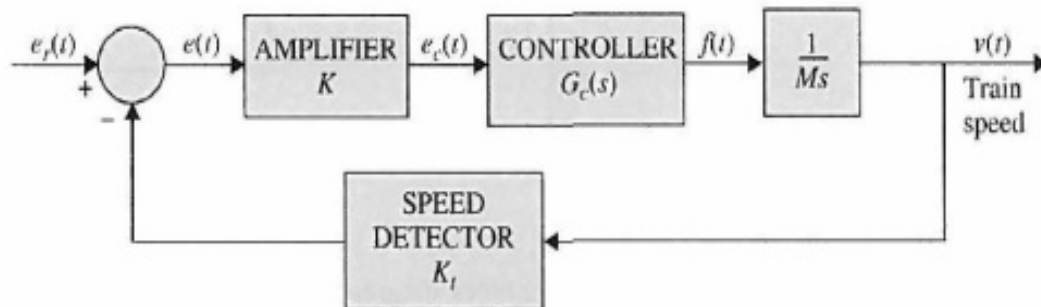 e_r(t)
+
−
e(t)
AMPLIFIER
K
e_c(t)
CONTROLLER
G_c(s)
f(t)
1
Ms
v(t)
Train
speed
SPEED
DETECTOR
K_t